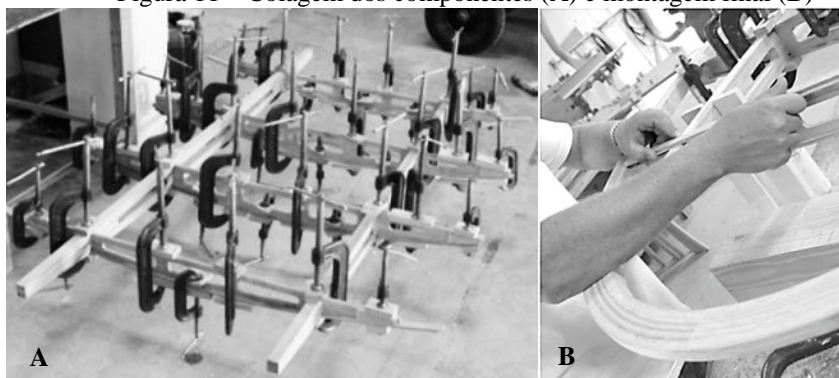 Figura 11 – Colagem dos componentes (A) e montagem final (B)
A
B